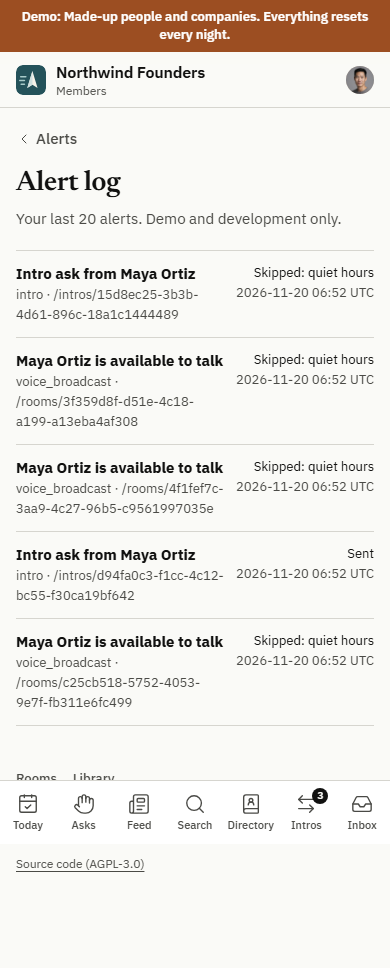 Demo: Made-up people and companies. Everything resets
every night.
Northwind Founders
Members
Alerts
Alert log
Your last 20 alerts. Demo and development only.
Intro ask from Maya Ortiz
Skipped: quiet hours
intro · /intros/15d8ec25-3b3b-
4d61-896c-18a1c1444489
2026-11-20 06:52 UTC
Maya Ortiz is available to talk
Skipped: quiet hours
voice_broadcast ·
/rooms/3f359d8f-d51e-4c18-
a199-a13eba4af308
2026-11-20 06:52 UTC
Maya Ortiz is available to talk
Skipped: quiet hours
voice_broadcast · /rooms/4f1fef7c-
3aa9-4c27-96b5-c9561997035e
2026-11-20 06:52 UTC
Intro ask from Maya Ortiz
Sent
intro · /intros/d94fa0c3-f1cc-4c12-
bc55-f30ca19bf642
2026-11-20 06:52 UTC
Maya Ortiz is available to talk
Skipped: quiet hours
voice_broadcast ·
/rooms/c25cb518-5752-4053-
9e7f-fb311e6fc499
2026-11-20 06:52 UTC
Rooms Library
3
Today Asks Feed Search Directory Intros Inbox
Source code (AGPL-3.0)